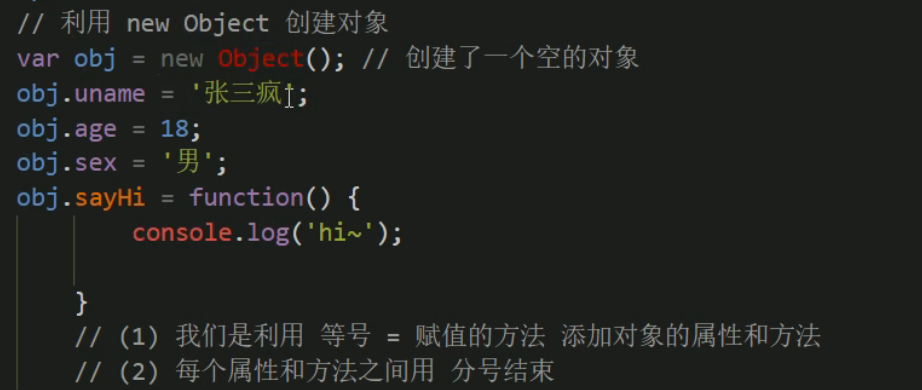 // 利用 new Object 创建对象
var obj = new Object(); // 创建了一个空的对象
obj.uname = '张三疯';
obj.age = 18;
obj.sex = '男';
obj.sayHi = function() {
console.log('hi~');
}
// (1) 我们是利用 等号 = 赋值的方法 添加对象的属性和方法
// (2) 每个属性和方法之间用 分号结束